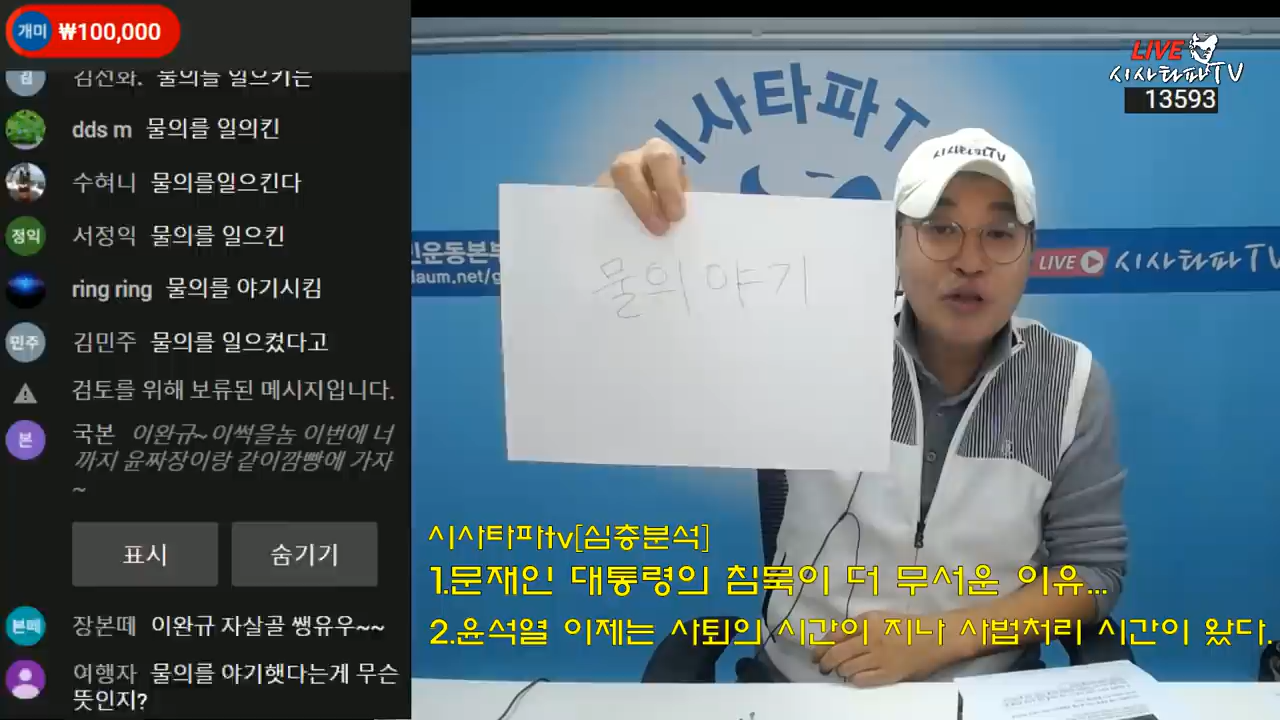 개미 ₩100,000
김 김선화. 물의를 일으키는
dds m 물의를 일의킨
수혀니 물의를일으킨다
정익 서정익 물의를 일으킨
ring ring 물의를 야기시킴
민주 김민주 물의를 일으켰다고
검토를 위해 보류된 메시지입니다.
본 국본 이완규~이썩을놈 이번에 너
까지 윤짜장이랑 같이깜빵에 가자
~
표시 숨기기
본떼 장본떼 이완규 자살골 쌩유우~~
여행자 물의를 야기햇다는게 무슨
뜻인지?
LIVE
시사타파TV
13593
시사타파T
시사타파TV
물의 야기
민운동본부
daum.net/g
LIVE 시사타파TV
시사타파tv[심층분석]
1.문재인 대통령의 침묵이 더 무서운 이유...
2.윤석열 이제는 사퇴의 시간이 지나 사법처리 시간이 왔다.